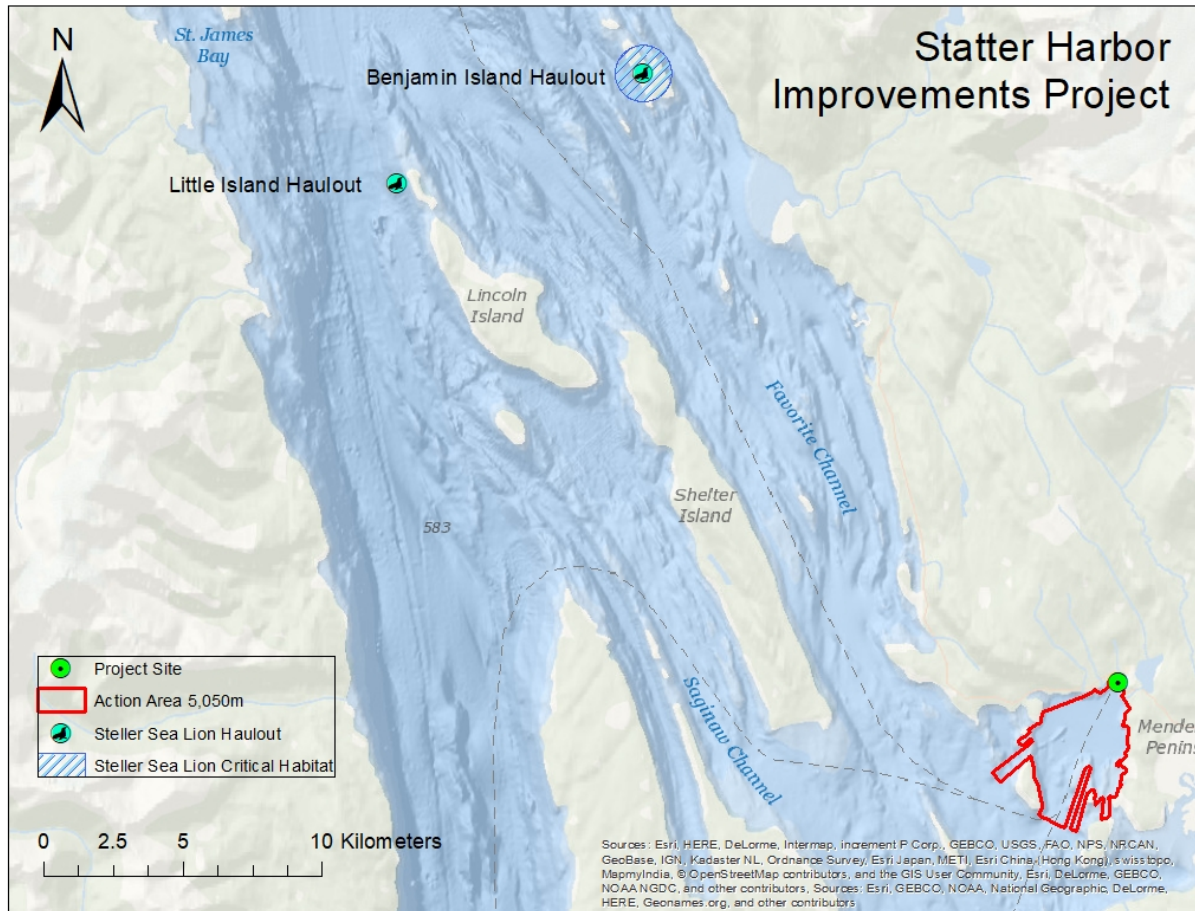 Statter Harbor
Improvements Project
N
St. James
Bay
Benjamin Island Haulout
Little Island Haulout
Lincoln
Island
Favorite Channel
Shelter
Island
583
Saginaw Channel
Mende
Penins
Project Site
Action Area 5,050m
Steller Sea Lion Haulout
Steller Sea Lion Critical Habitat
0 2.5 5 10 Kilometers
Sources: Esri, HERE, DeLorme, Intermap, increment P Corp., GEBCO, USGS, FAO, NPS, NRCAN,
GeoBase, IGN, Kadaster NL, Ordnance Survey, Esri Japan, METI, Esri China (Hong Kong), swisstopo,
MapmyIndia, © OpenStreetMap contributors, and the GIS User Community, Esri, DeLorme, GEBCO,
NOAA NGDC, and other contributors, Sources: Esri, GEBCO, NOAA, National Geographic, DeLorme,
HERE, Geonames.org, and other contributors